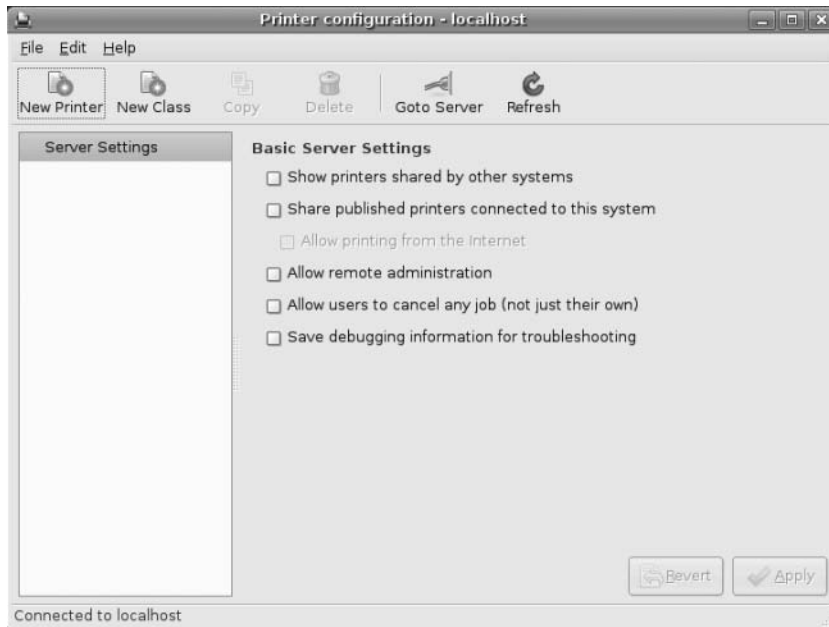 Printer configuration - localhost
File Edit Help
New Printer New Class Copy Delete Goto Server Refresh
Server Settings
Basic Server Settings
Show printers shared by other systems
Share published printers connected to this system
Allow printing from the Internet
Allow remote administration
Allow users to cancel any job (not just their own)
Save debugging information for troubleshooting
Revert Apply
Connected to localhost